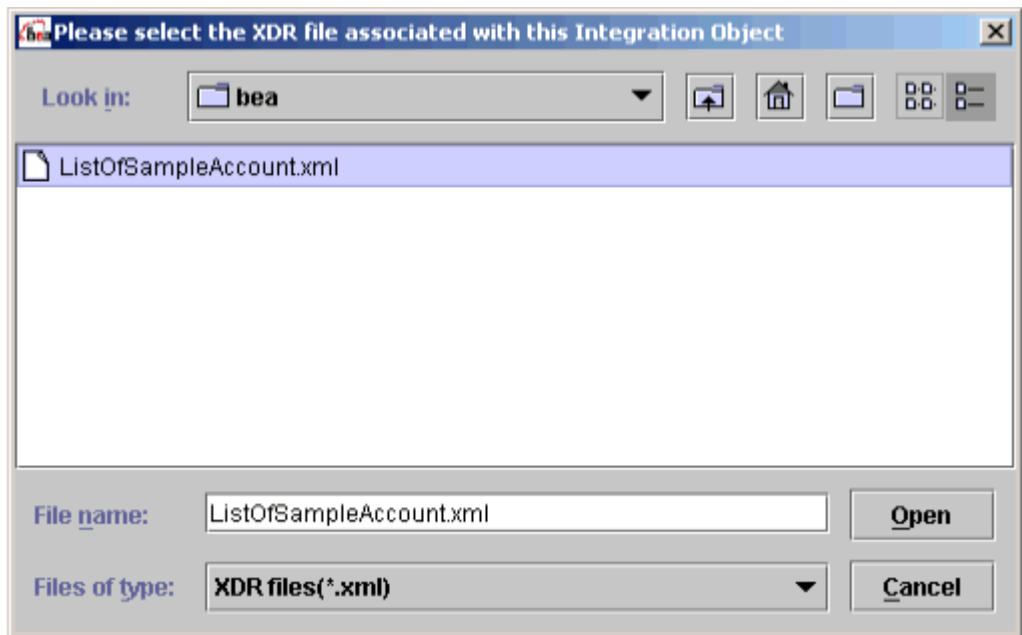 bea Please select the XDR file associated with this Integration Object
Look in: bea
ListOfSampleAccount.xml
File name: ListOfSampleAccount.xml Open
Files of type: XDR files(*.xml) Cancel